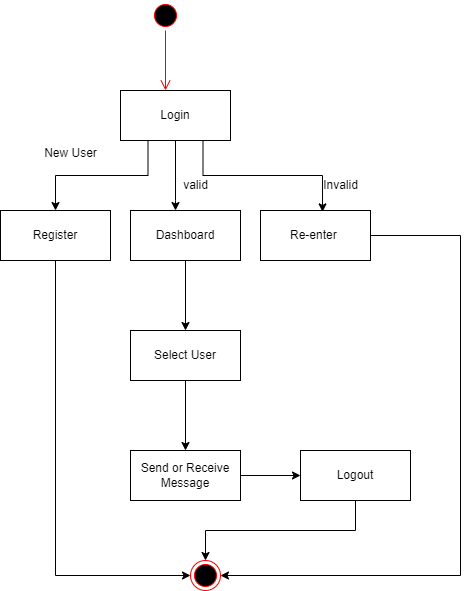 Login
New User
valid
Invalid
Register
Dashboard
Re-enter
Select User
Send or Receive
Message
Logout